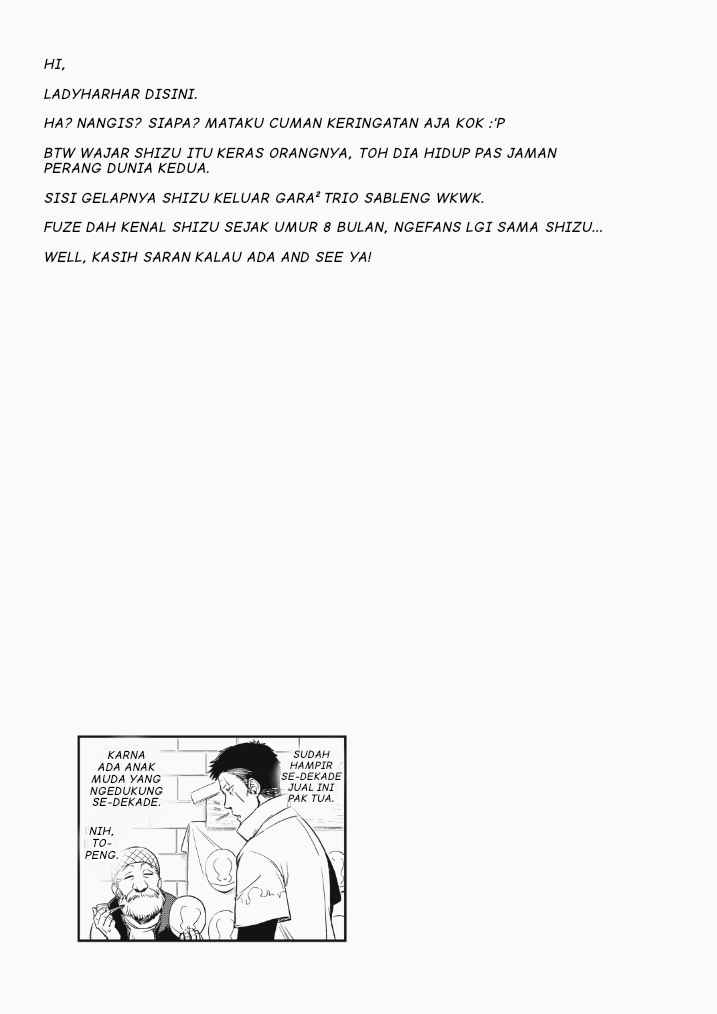 HI,
LADYHARHAR DISINI.
HA? NANGIS? SIAPA? MATAKU CUMAN KERINGATAN AJA KOK :'P
BTW WAJAR SHIZU ITU KERAS ORANGNYA, TOH DIA HIDUP PAS JAMAN
PERANG DUNIA KEDUA.
SISI GELAPNYA SHIZU KELUAR GARA² TRIO SABLENG WKWK.
FUZE DAH KENAL SHIZU SEJAK UMUR 8 BULAN, NGEFANS LGI SAMA SHIZU...
WELL, KASIH SARAN KALAU ADA AND SEE YA!
SUDAH
HAMPIR
SE-DEKADE
JUAL INI
PAK TUA.
KARNA
ADA ANAK
MUDA YANG
NGEDUKUNG
SE-DEKADE.
NIH,
TO-
PENG.